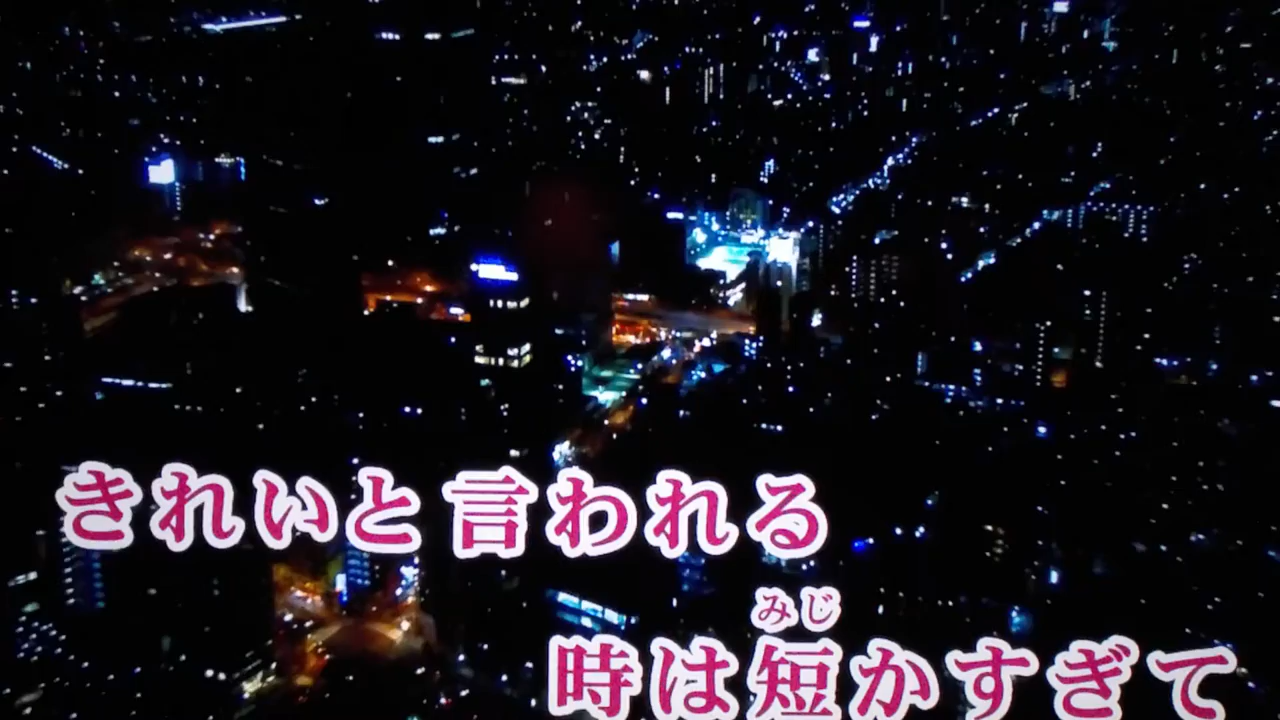 きれいと言われる
みじ
時は短かすぎて